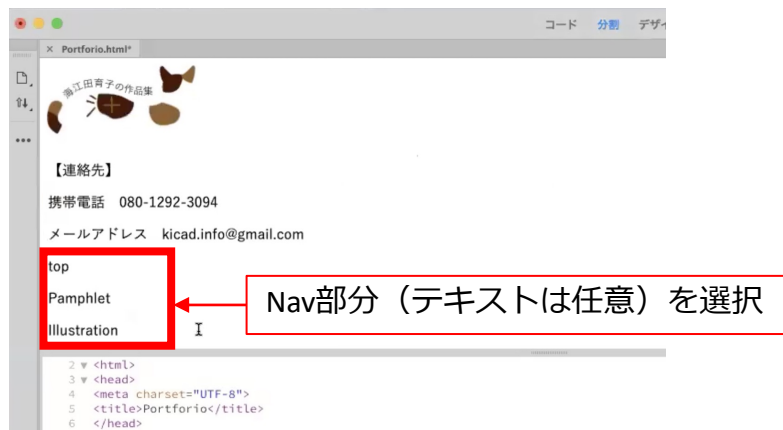 コード 分割 デザイ
× Portforio.html*
海江田育子の作品集
【連絡先】
携帯電話 080-1292-3094
メールアドレス kicad.info@gmail.com
top
Pamphlet
Illustration
Nav部分（テキストは任意）を選択
2 ▼ <html>
3 ▼ <head>
4 <meta charset="UTF-8">
5 <title>Portforio</title>
6 </head>